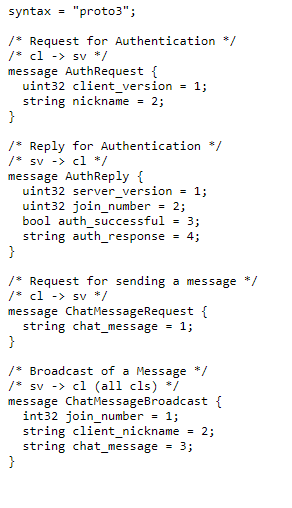 syntax = "proto3";

/* Request for Authentication */
/* cl -> sv */
message AuthRequest {
  uint32 client_version = 1;
  string nickname = 2;
}

/* Reply for Authentication */
/* sv -> cl */
message AuthReply {
  uint32 server_version = 1;
  uint32 join_number = 2;
  bool auth_successful = 3;
  string auth_response = 4;
}

/* Request for sending a message */
/* cl -> sv */
message ChatMessageRequest {
  string chat_message = 1;
}

/* Broadcast of a Message */
/* sv -> cl (all cls) */
message ChatMessageBroadcast {
  int32 join_number = 1;
  string client_nickname = 2;
  string chat_message = 3;
}